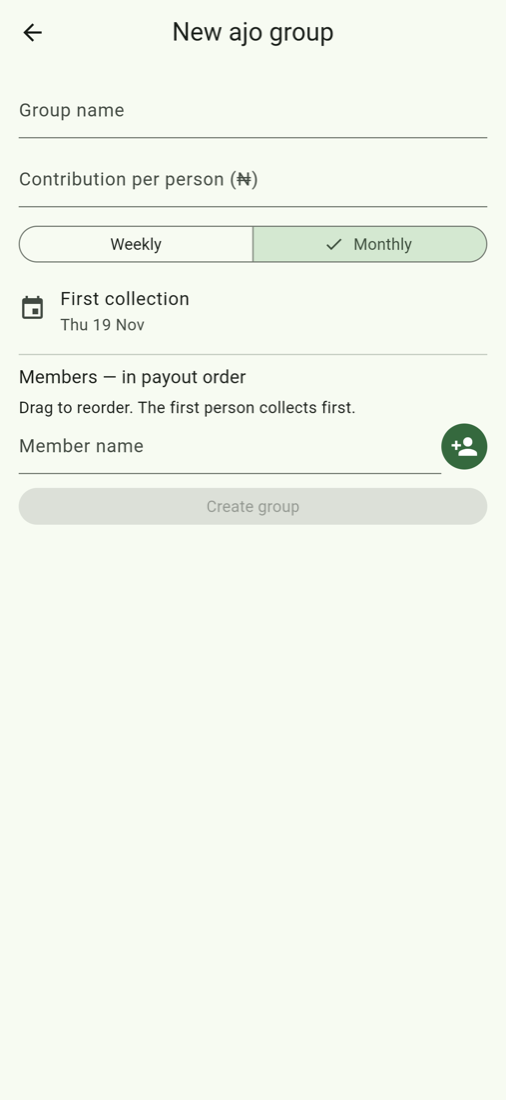 New ajo group
Group name
Contribution per person (₦)
Weekly
Monthly
First collection
Thu 19 Nov
Members — in payout order
Drag to reorder. The first person collects first.
Member name
Create group